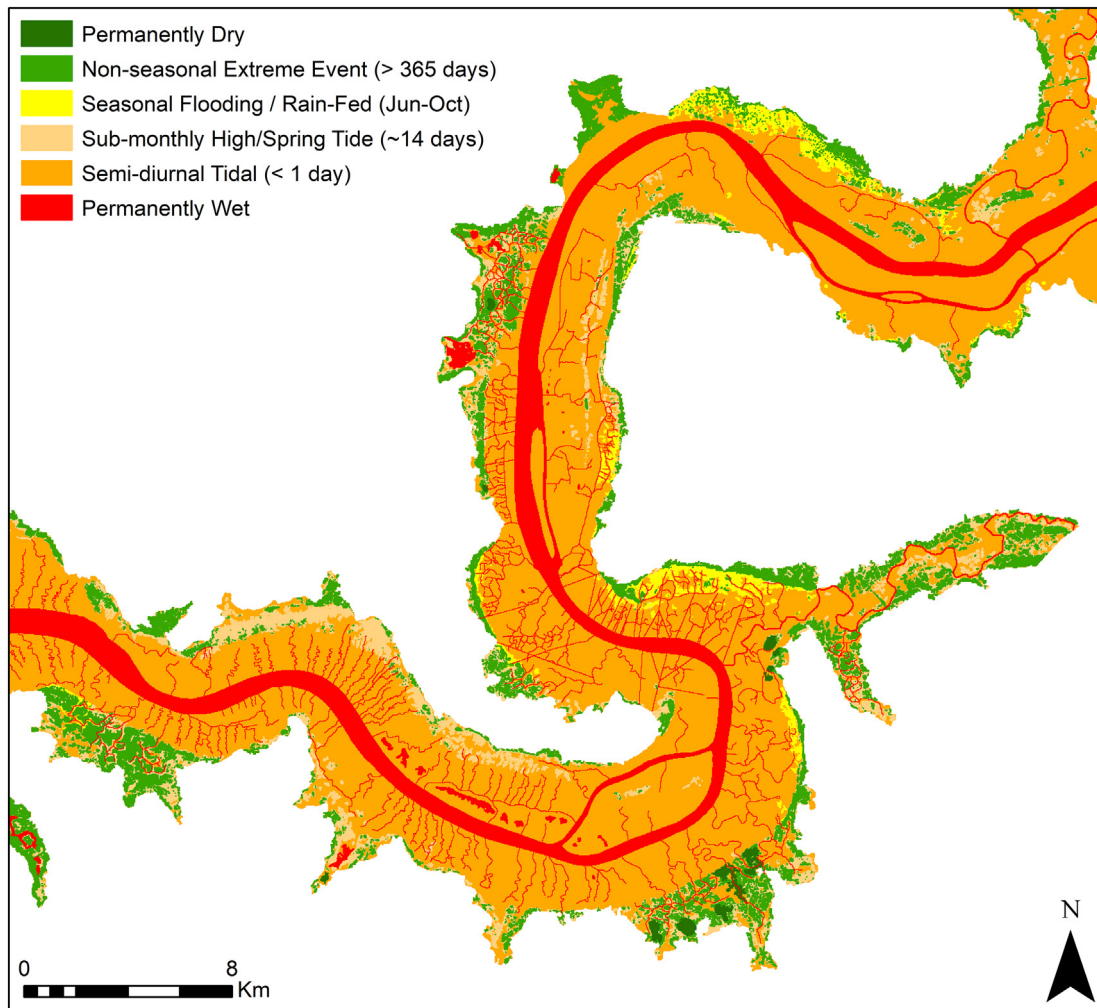 Permanently Dry
Non-seasonal Extreme Event (> 365 days)
Seasonal Flooding / Rain-Fed (Jun-Oct)
Sub-monthly High/Spring Tide (~14 days)
Semi-diurnal Tidal (< 1 day)
Permanently Wet
N
0 8
Km